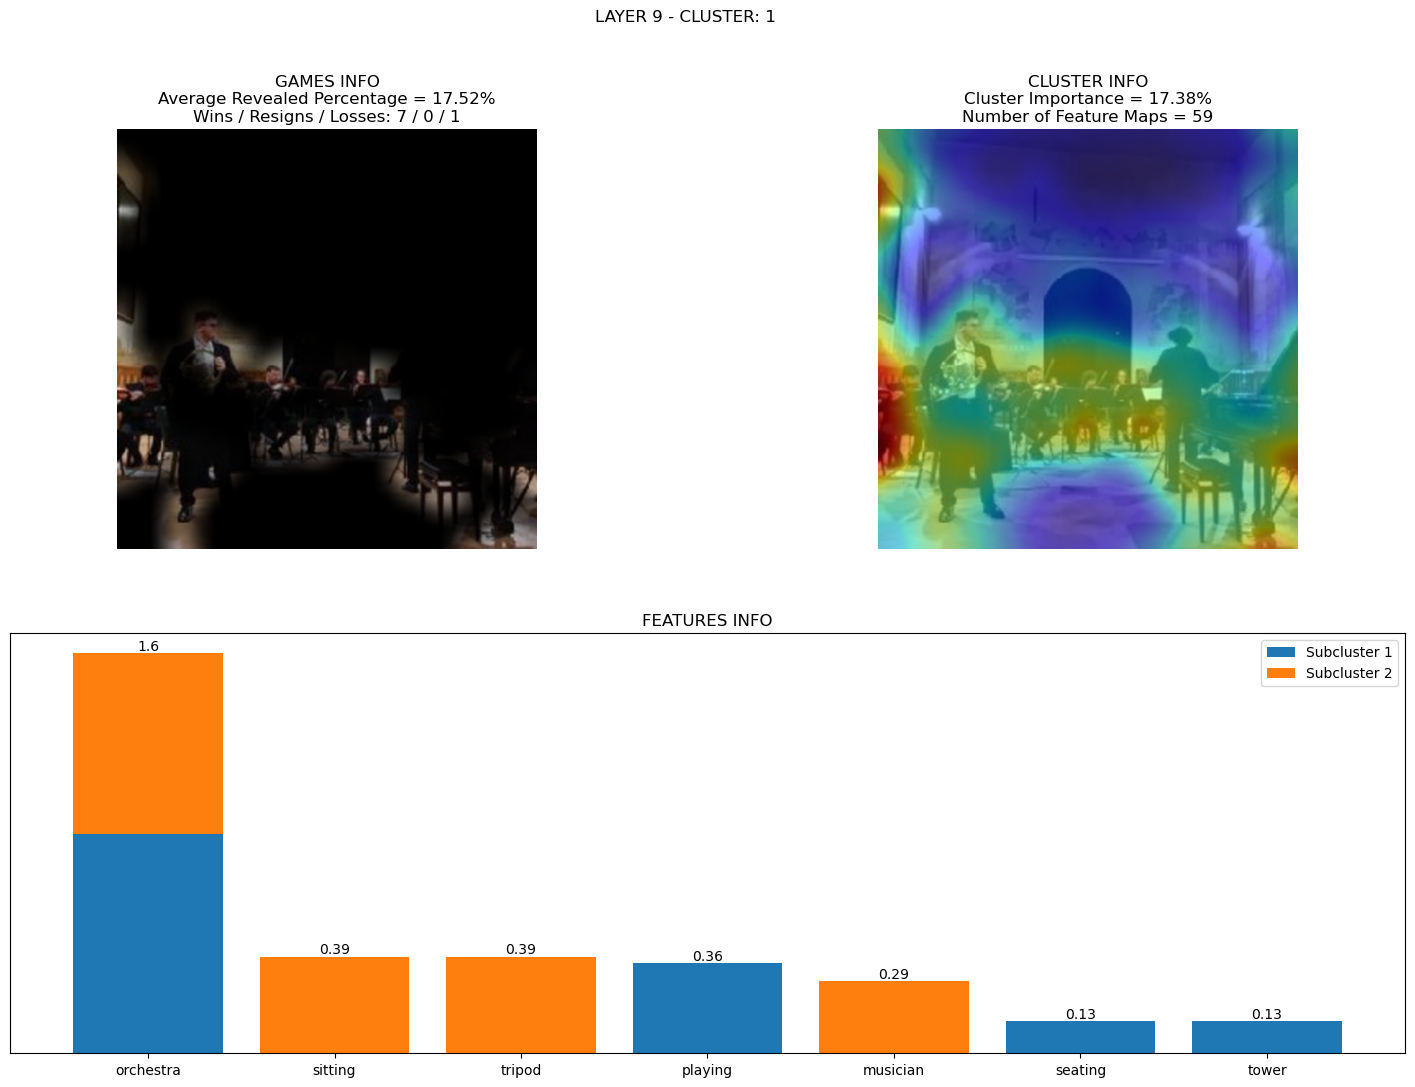 LAYER 9 - CLUSTER: 1
GAMES INFO
Average Revealed Percentage = 17.52%
Wins / Resigns / Losses: 7 / 0 / 1
CLUSTER INFO
Cluster Importance = 17.38%
Number of Feature Maps = 59
FEATURES INFO
Subcluster 1
Subcluster 2
1.6
0.39
0.39
0.36
0.29
0.13
0.13
orchestra
sitting
tripod
playing
musician
seating
tower